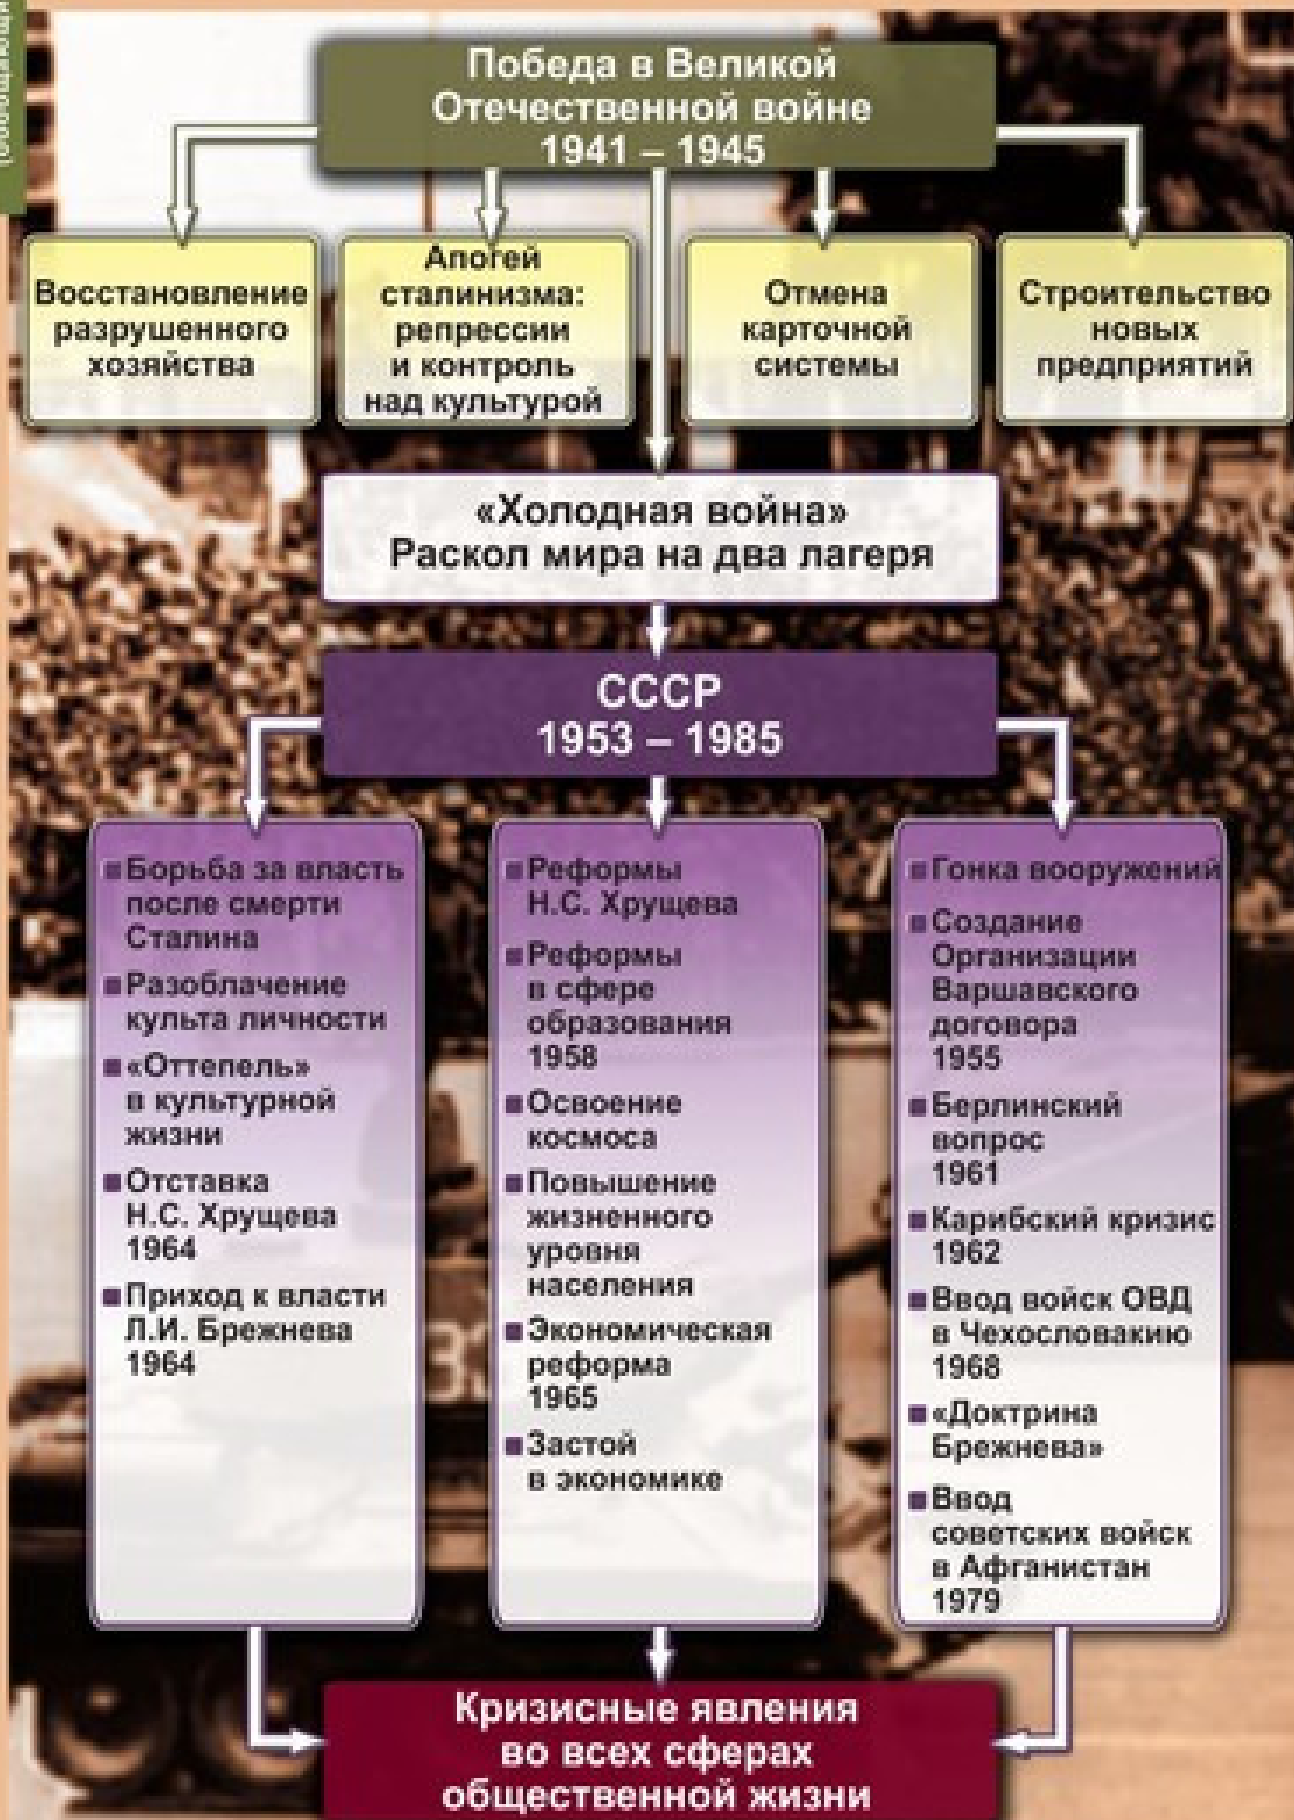 Победа в Великой
Отечественной войне
1941 – 1945
Восстановление
разрушенного
хозяйства
Апогей
сталинизма:
репрессии
и контроль
над культурой
Отмена
карточной
системы
Строительство
новых
предприятий
«Холодная война»
Раскол мира на два лагеря
СССР
1953 – 1985
Борьба за власть
после смерти
Сталина
Разоблачение
культа личности
«Оттепель»
в культурной
жизни
Отставка
Н.С. Хрущева
1964
Приход к власти
Л.И. Брежнева
1964
Реформы
Н.С. Хрущева
Реформы
в сфере
образования
1958
Освоение
космоса
Повышение
жизненного
уровня
населения
Экономическая
реформа
1965
Застой
в экономике
Гонка вооружений
Создание
Организации
Варшавского
договора
1955
Берлинский
вопрос
1961
Карибский кризис
1962
Ввод войск ОВД
в Чехословакию
1968
«Доктрина
Брежнева»
Ввод
советских войск
в Афганистан
1979
Кризисные явления
во всех сферах
общественной жизни